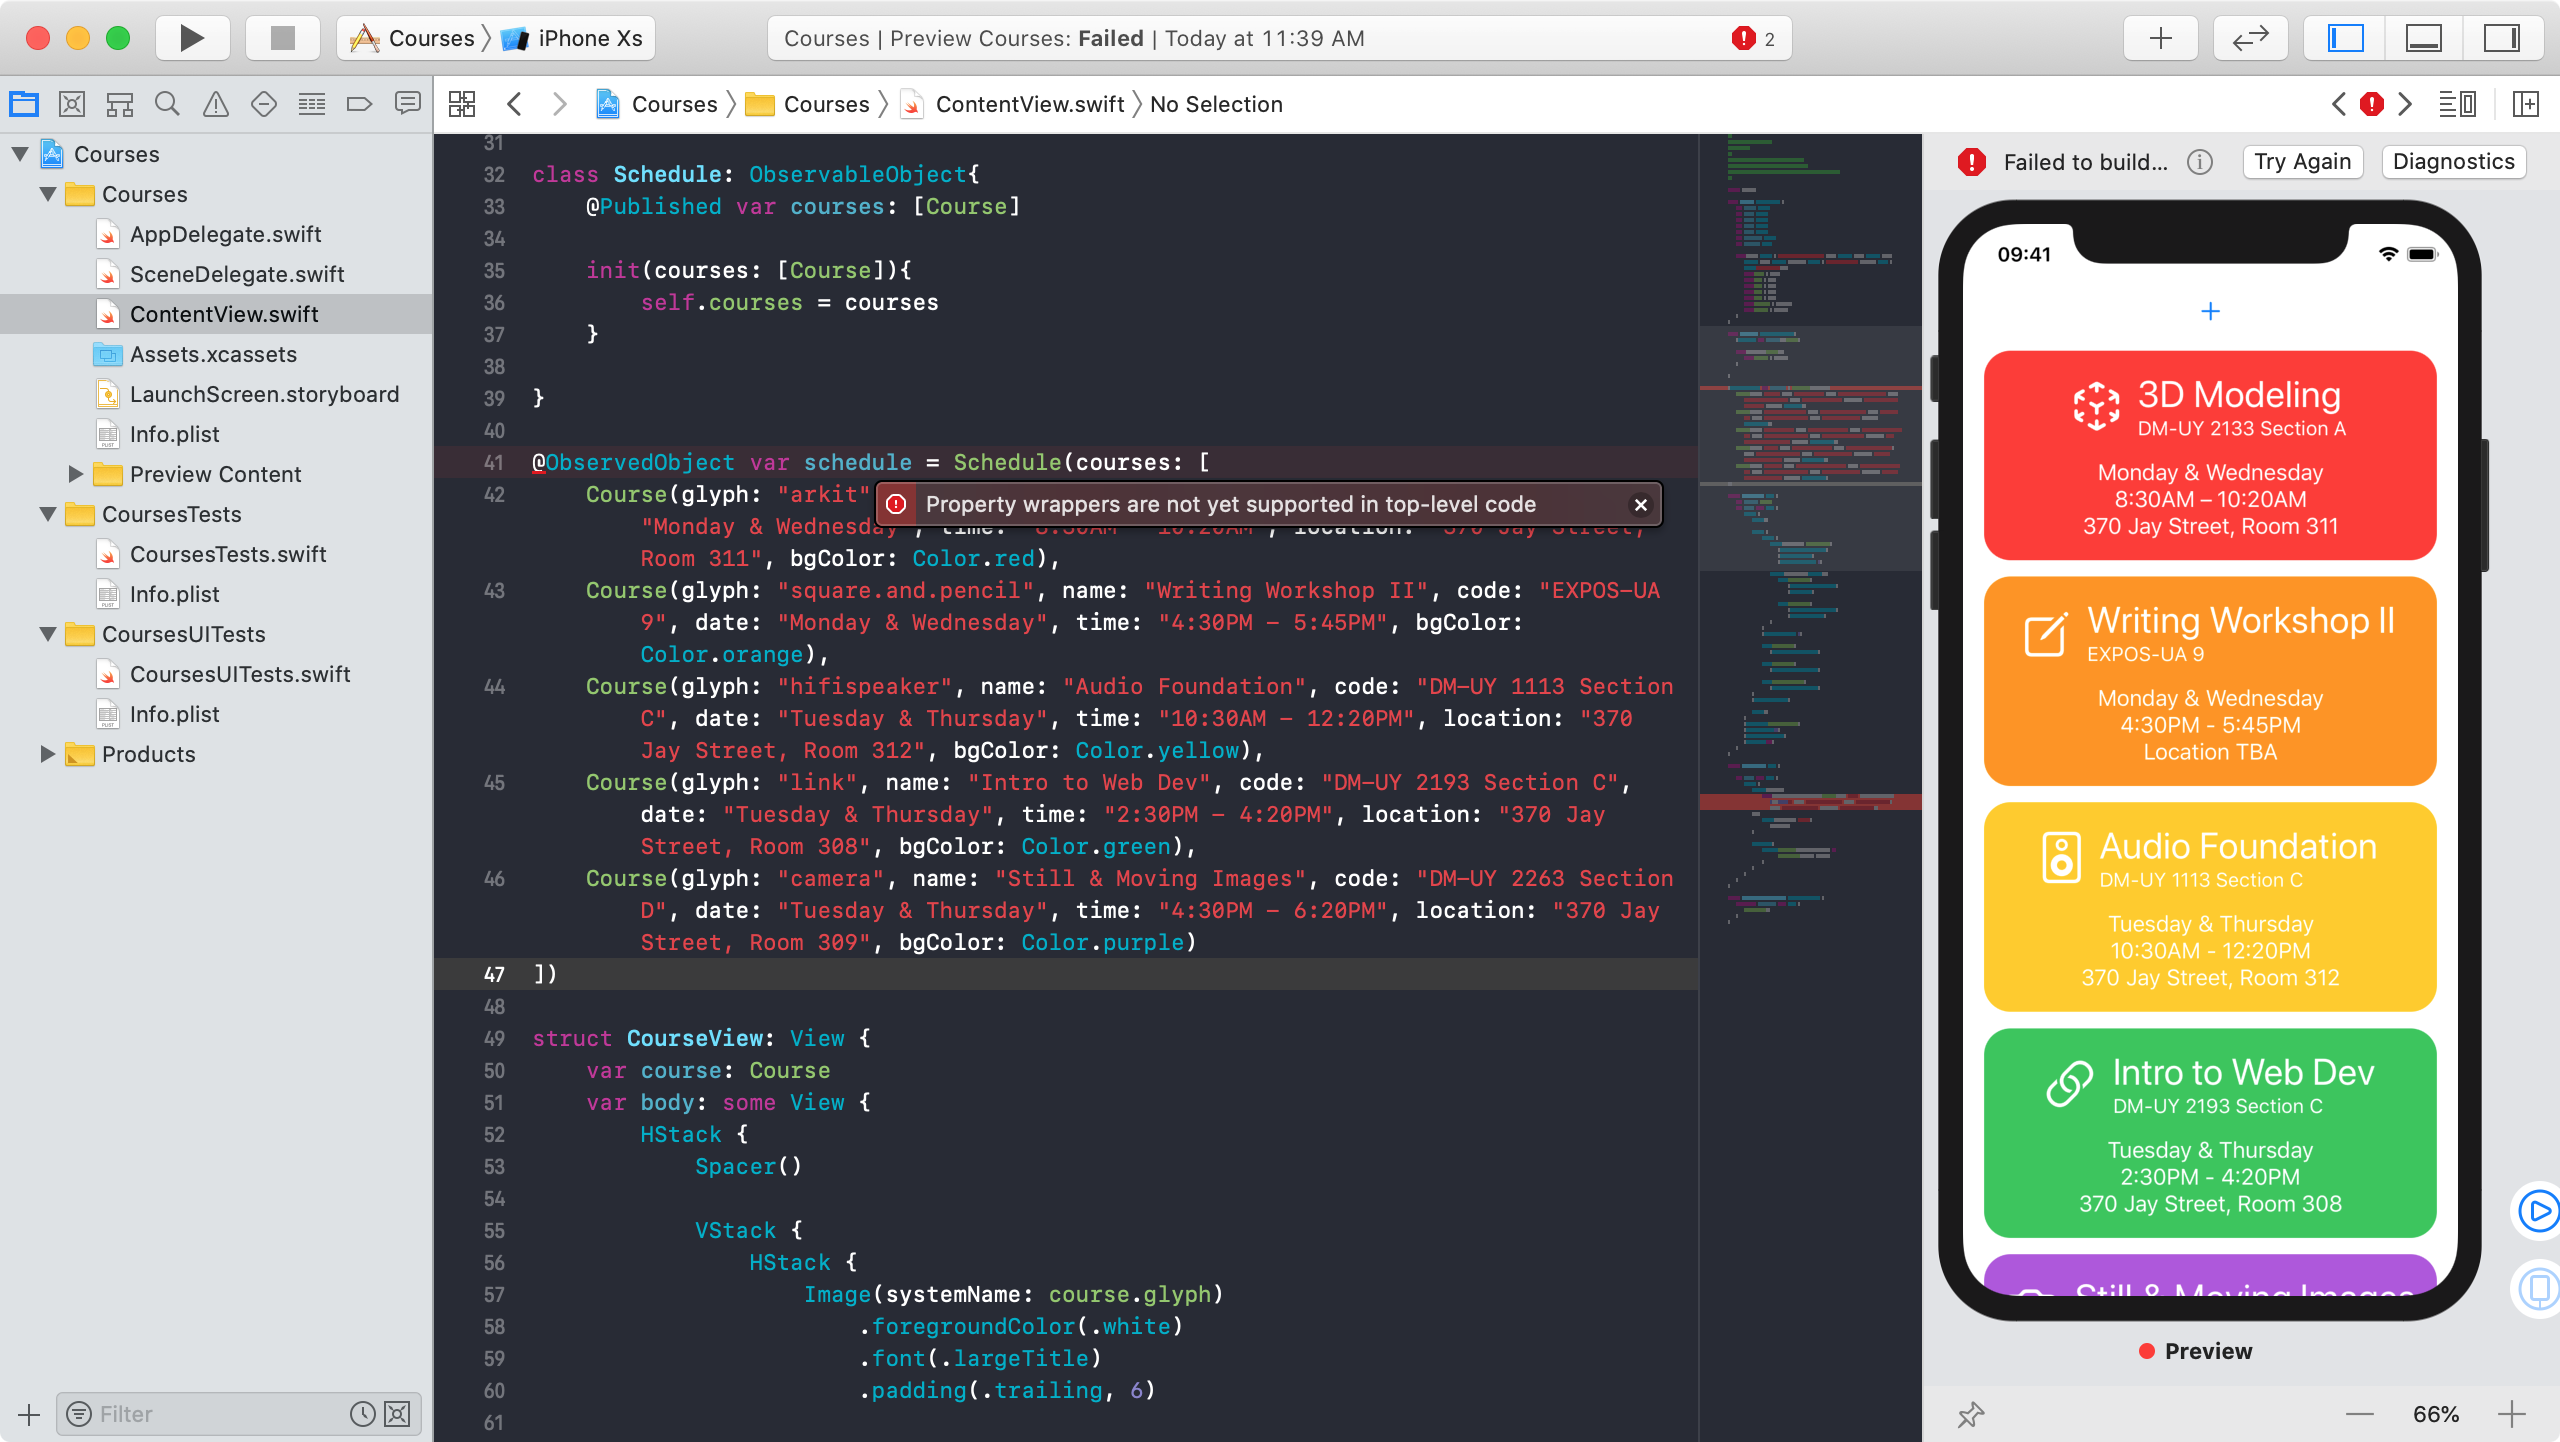 Courses 〉 iPhone Xs
Courses | Preview Courses: Failed | Today at 11:39 AM
2
Courses 〉 Courses 〉 ContentView.swift 〉 No Selection
Courses
Courses
AppDelegate.swift
SceneDelegate.swift
ContentView.swift
Assets.xcassets
LaunchScreen.storyboard
Info.plist
Preview Content
CoursesTests
CoursesTests.swift
Info.plist
CoursesUITests
CoursesUITests.swift
Info.plist
Products
Filter
31
32 class Schedule: ObservableObject{
33 @Published var courses: [Course]
34
35 init(courses: [Course]){
36 self.courses = courses
37 }
38
39 }
40
41 @ObservedObject var schedule = Schedule(courses: [
Property wrappers are not yet supported in top-level code
42 Course(glyph: "arkit"
"Monday & Wednesday", time: "8:30AM – 10:20AM", location: "370 Jay Street,
Room 311", bgColor: Color.red),
43 Course(glyph: "square.and.pencil", name: "Writing Workshop II", code: "EXPOS-UA
9", date: "Monday & Wednesday", time: "4:30PM – 5:45PM", bgColor:
Color.orange),
44 Course(glyph: "hifispeaker", name: "Audio Foundation", code: "DM-UY 1113 Section
C", date: "Tuesday & Thursday", time: "10:30AM – 12:20PM", location: "370
Jay Street, Room 312", bgColor: Color.yellow),
45 Course(glyph: "link", name: "Intro to Web Dev", code: "DM-UY 2193 Section C",
date: "Tuesday & Thursday", time: "2:30PM – 4:20PM", location: "370 Jay
Street, Room 308", bgColor: Color.green),
46 Course(glyph: "camera", name: "Still & Moving Images", code: "DM-UY 2263 Section
D", date: "Tuesday & Thursday", time: "4:30PM – 6:20PM", location: "370 Jay
Street, Room 309", bgColor: Color.purple)
47 ])
48
49 struct CourseView: View {
50 var course: Course
51 var body: some View {
52 HStack {
53 Spacer()
54
55 VStack {
56 HStack {
57 Image(systemName: course.glyph)
58 .foregroundColor(.white)
59 .font(.largeTitle)
60 .padding(.trailing, 6)
61
Failed to build... Try Again Diagnostics
09:41
+
3D Modeling
DM-UY 2133 Section A
Monday & Wednesday
8:30AM – 10:20AM
370 Jay Street, Room 311
Writing Workshop II
EXPOS-UA 9
Monday & Wednesday
4:30PM - 5:45PM
Location TBA
Audio Foundation
DM-UY 1113 Section C
Tuesday & Thursday
10:30AM - 12:20PM
370 Jay Street, Room 312
Intro to Web Dev
DM-UY 2193 Section C
Tuesday & Thursday
2:30PM - 4:20PM
370 Jay Street, Room 308
Still & Moving Images
Preview
66%